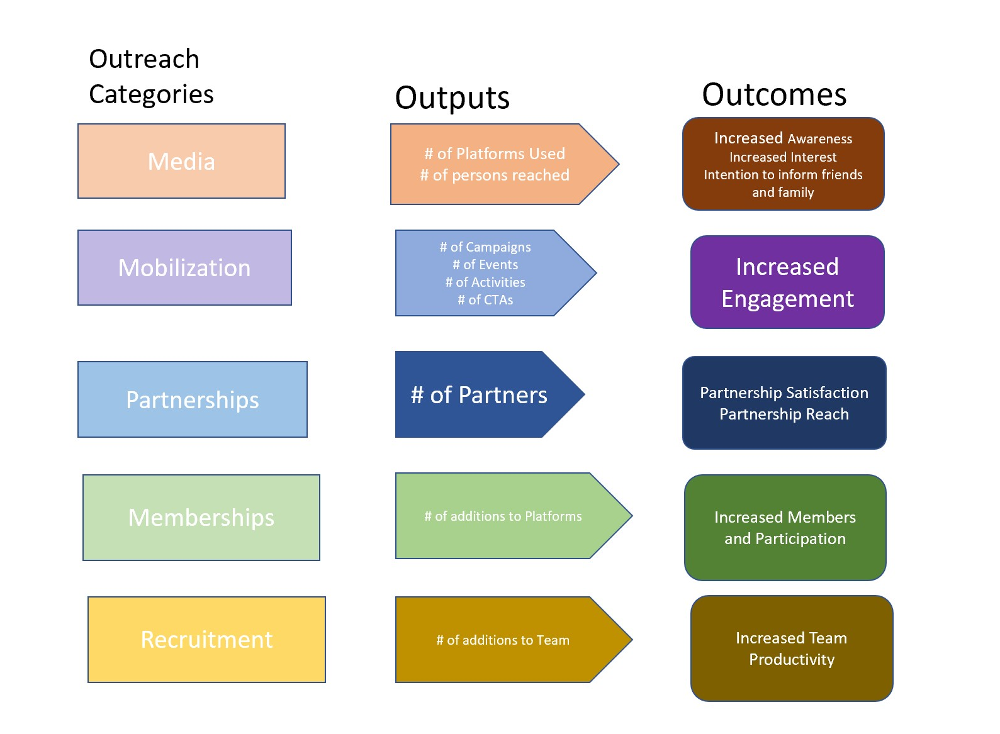 Outreach
Categories
Outputs
Outcomes
Media
# of Platforms Used
# of persons reached
Increased Awareness
Increased Interest
Intention to inform friends
and family
Mobilization
# of Campaigns
# of Events
# of Activities
# of CTAs
Increased
Engagement
Partnerships
# of Partners
Partnership Satisfaction
Partnership Reach
Memberships
# of additions to Platforms
Increased Members
and Participation
Recruitment
# of additions to Team
Increased Team
Productivity